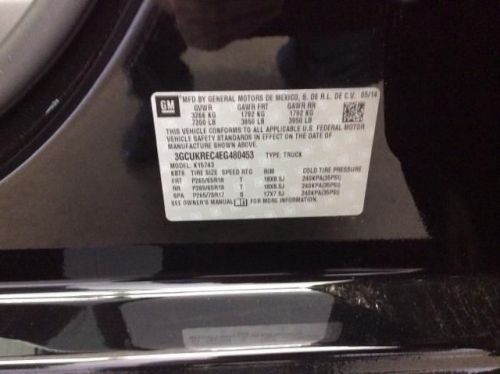 GM
MFD BY GENERAL MOTORS DE MEXICO, S. DE R.L. DE C.V. 05/14
GVWR GAWR FRT GAWR RR
3266 KG 1792 KG 1792 KG
7200 LB 3950 LB 3950 LB
THIS VEHICLE CONFORMS TO ALL APPLICABLE U.S. FEDERAL MOTOR
VEHICLE SAFETY STANDARDS IN EFFECT ON THE DATE OF
MANUFACTURE SHOWN ABOVE.
3GCUKREC4EG480453 TYPE: TRUCK
MODEL: K15743
TIRE SIZE SPEED RTG RIM COLD TIRE PRESSURE
FRT P265/65R18 T 18X8.5J 240KPA(35PSI)
RR P265/65R18 T 18X8.5J 240KPA(35PSI)
SPA P265/70R17 S 17X7.5J 240KPA(35PSI)
SEE OWNER'S MANUAL FOR MORE INFORMATION.